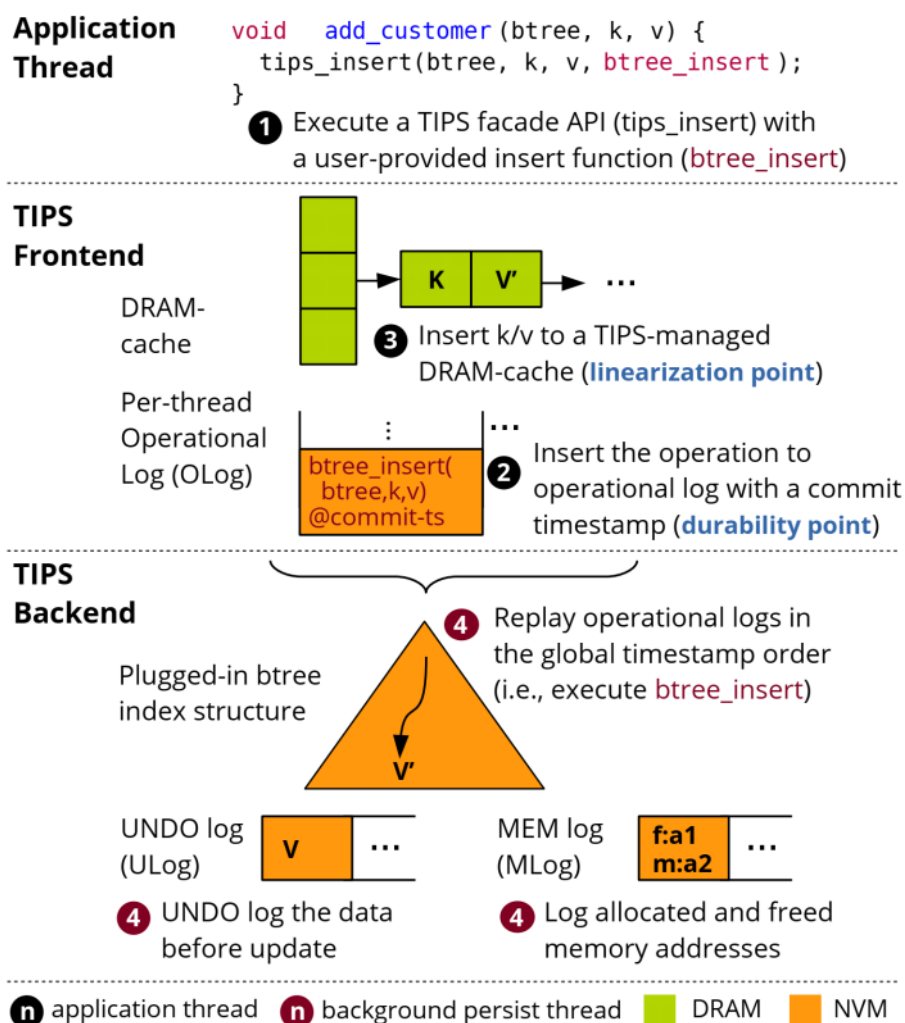 Application
Thread
void add_customer (btree, k, v) {
tips_insert(btree, k, v, btree_insert );
}
1 Execute a TIPS facade API (tips_insert) with
a user-provided insert function (btree_insert)
TIPS
Frontend
K V' ...
DRAM-
cache
3 Insert k/v to a TIPS-managed
DRAM-cache (linearization point)
Per-thread
Operational
Log (OLog)
⋮ ...
btree_insert(
btree,k,v)
@commit-ts
2 Insert the operation to
operational log with a commit
timestamp (durability point)
TIPS
Backend
4 Replay operational logs in
the global timestamp order
(i.e., execute btree_insert)
Plugged-in btree
index structure
V'
UNDO log
(ULog)
V ...
MEM log
(MLog)
f:a1
m:a2
...
4 UNDO log the data
before update
4 Log allocated and freed
memory addresses
n application thread n background persist thread DRAM NVM